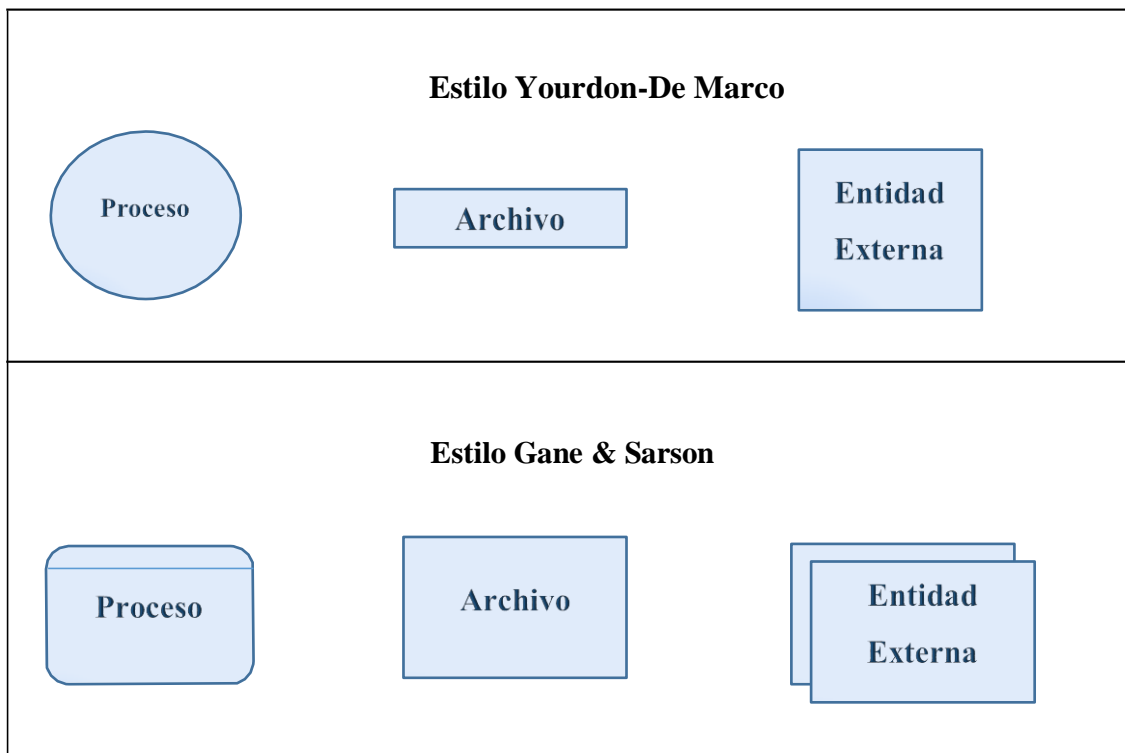 Estilo Yourdon-De Marco
Proceso
Archivo
Entidad
Externa
Estilo Gane & Sarson
Proceso
Archivo
Entidad
Externa